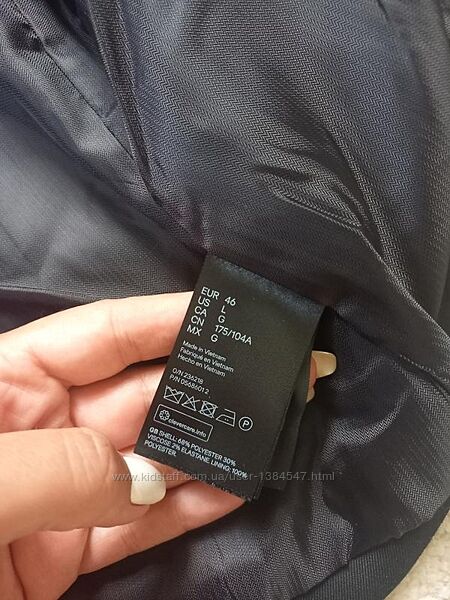 EUR 46
US L
CA G
CN 175/104A
MX G
Made in Vietnam
Fabriqué en Vietnam
Hecho en Vietnam
O/N 236218
P/N 0568601 2
P
clevercare.info
GB SHELL: 68% POLYESTER 30%
VISCOSE 2% ELASTANE LINING: 100%
POLYESTER.
© kidstaff.com.ua/user-1384547.html